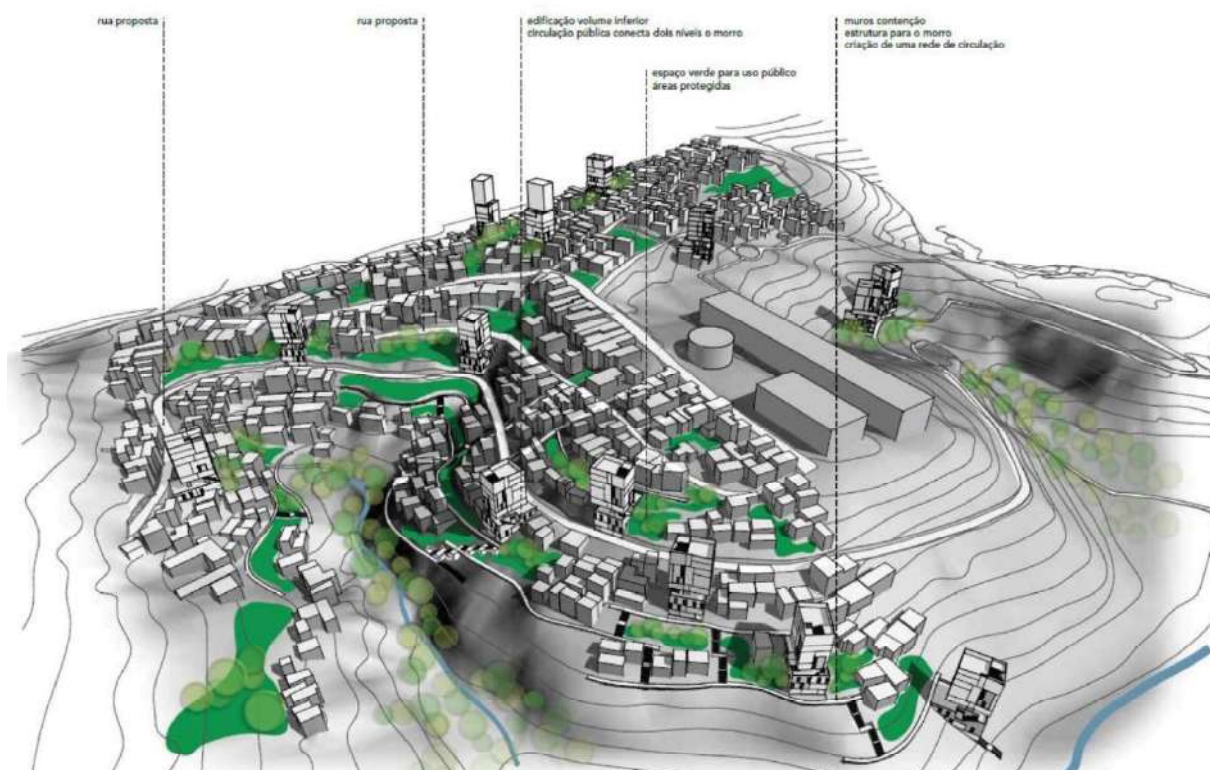 rua proposta
rua proposta
edificação volume inferior
circulação pública conecta dois níveis o morro
espaço verde para uso público
áreas protegidas
muros contenção
estrutura para o morro
criação de uma rede de circulação